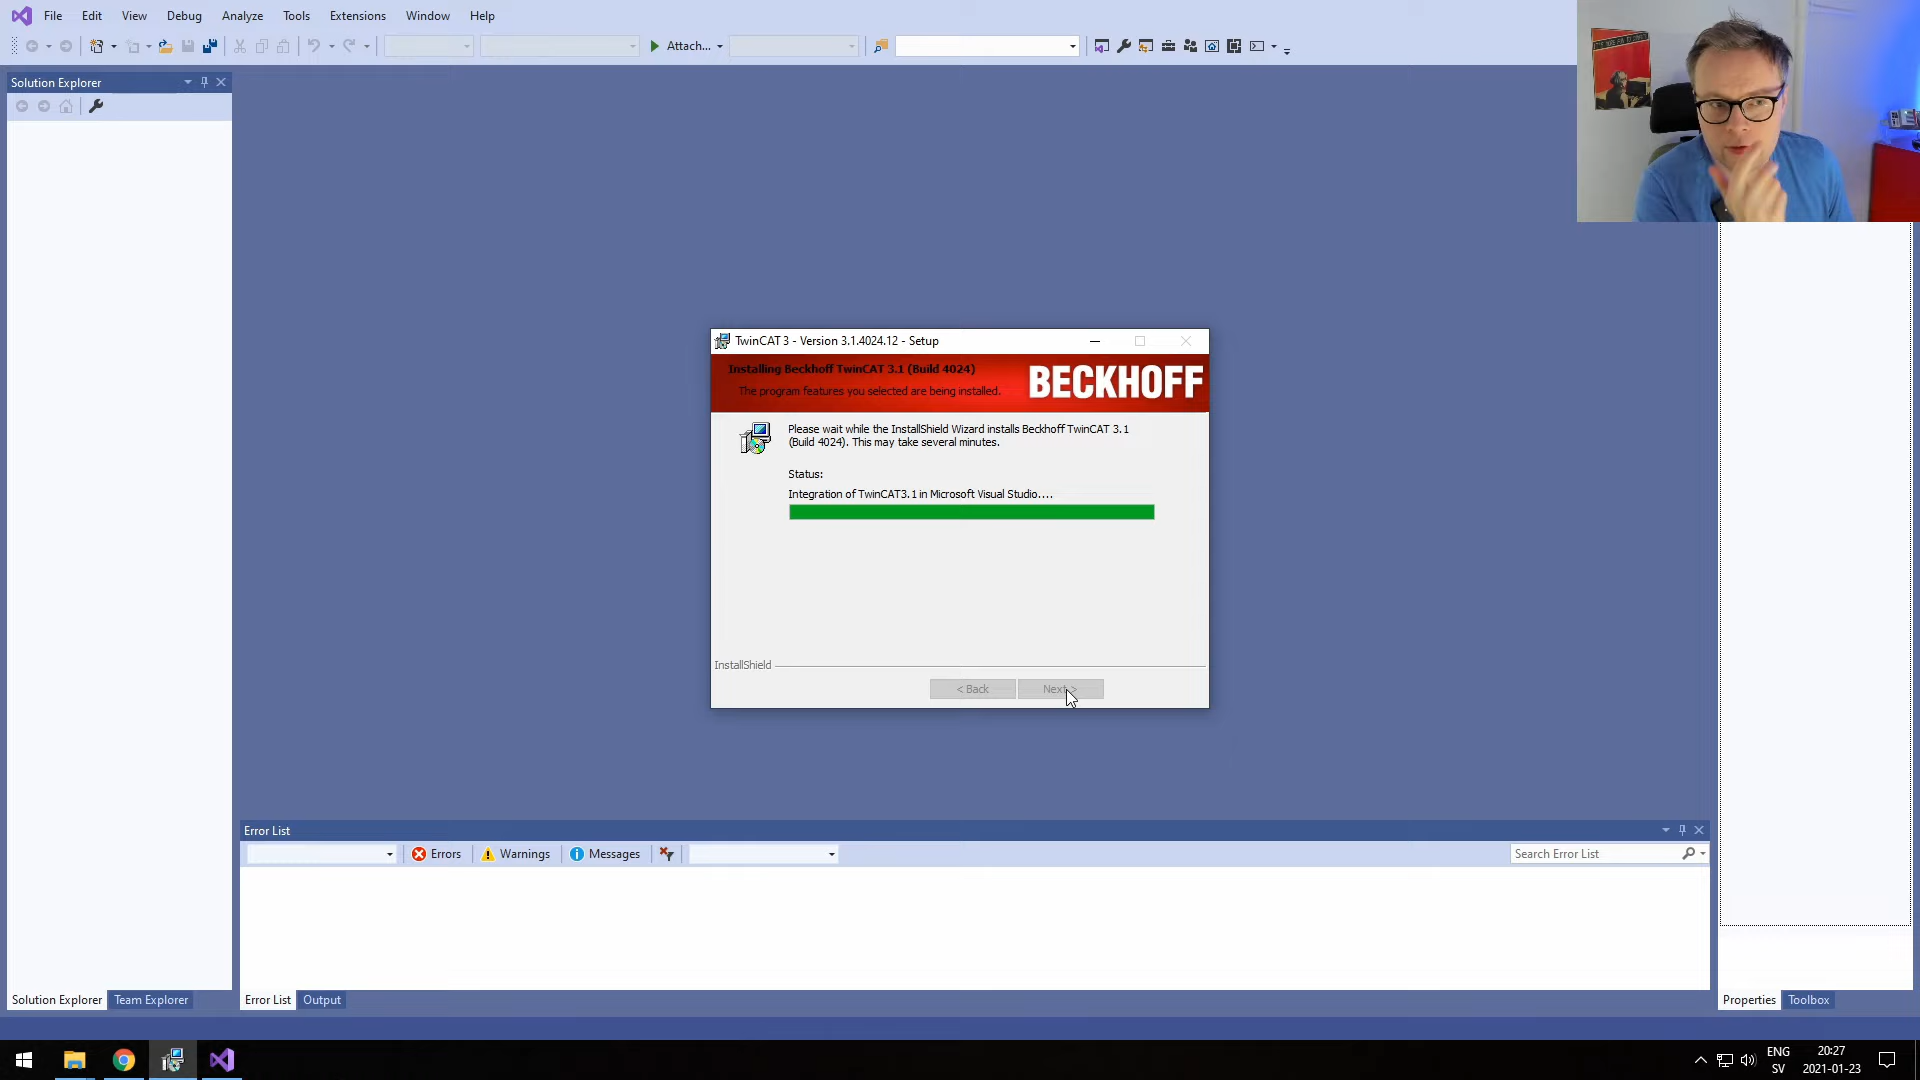 File Edit View Debug Analyze Tools Extensions Window Help
Attach...
Solution Explorer
TwinCAT 3 - Version 3.1.4024.12 - Setup
Installing Beckhoff TwinCAT 3.1 (Build 4024)
The program features you selected are being installed.
BECKHOFF
Please wait while the InstallShield Wizard installs Beckhoff TwinCAT 3.1
(Build 4024). This may take several minutes.
Status:
Integration of TwinCAT3.1 in Microsoft Visual Studio....
InstallShield
< Back Next >
Error List
Errors Warnings Messages Search Error List
Solution Explorer Team Explorer Error List Output Properties Toolbox
ENG 20:27
SV 2021-01-23